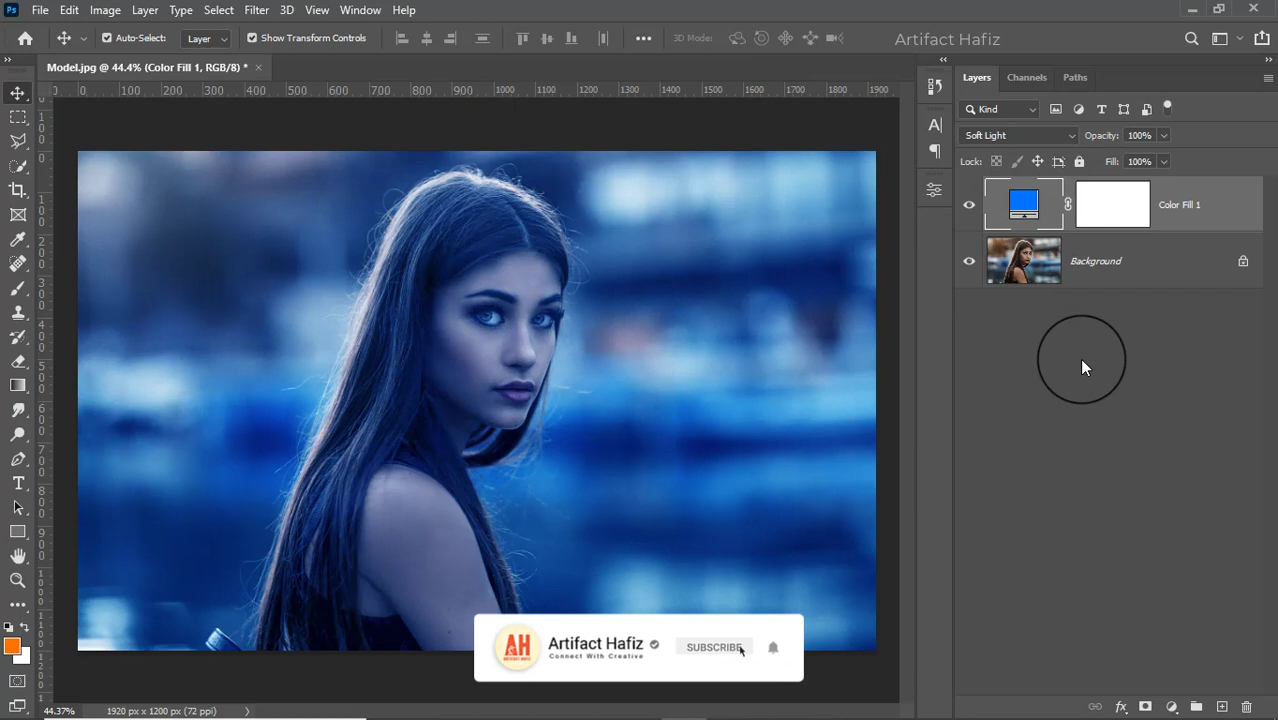 Ps File Edit Image Layer Type Select Filter 3D View Window Help
Auto-Select: Layer Show Transform Controls 3D Mode: Artifact Hafiz
Model.jpg @ 44.4% (Color Fill 1, RGB/8) *
0 100 200 300 400 500 600 700 800 900 1000 1100 1200 1300 1400 1500 1600 1700 1800 1900
Layers Channels Paths
Kind
Soft Light Opacity: 100%
Lock: Fill: 100%
Color Fill 1
Background
Artifact Hafiz
Connect With Creative
AH
SUBSCRIBE
44.37% 1920 px x 1200 px (72 ppi)